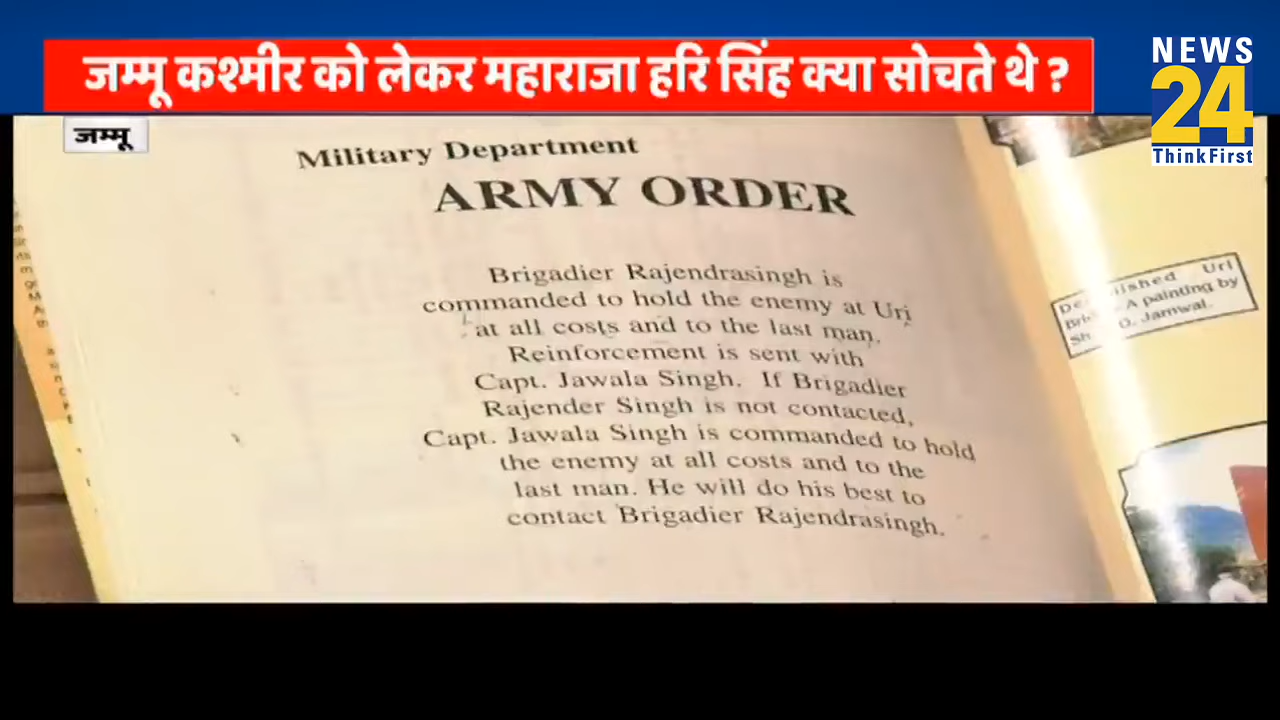 जम्मू कश्मीर को लेकर महाराजा हरि सिंह क्या सोचते थे ?
NEWS
24
ThinkFirst
जम्मू
Military Department
ARMY ORDER
Brigadier Rajendrasingh is
commanded to hold the enemy at Uri
at all costs and to the last man.
Reinforcement is sent with
Capt. Jawala Singh. If Brigadier
Rajender Singh is not contacted,
Capt. Jawala Singh is commanded to hold
the enemy at all costs and to the
last man. He will do his best to
contact Brigadier Rajendrasingh.
Uri
A painting by
Jamwal.